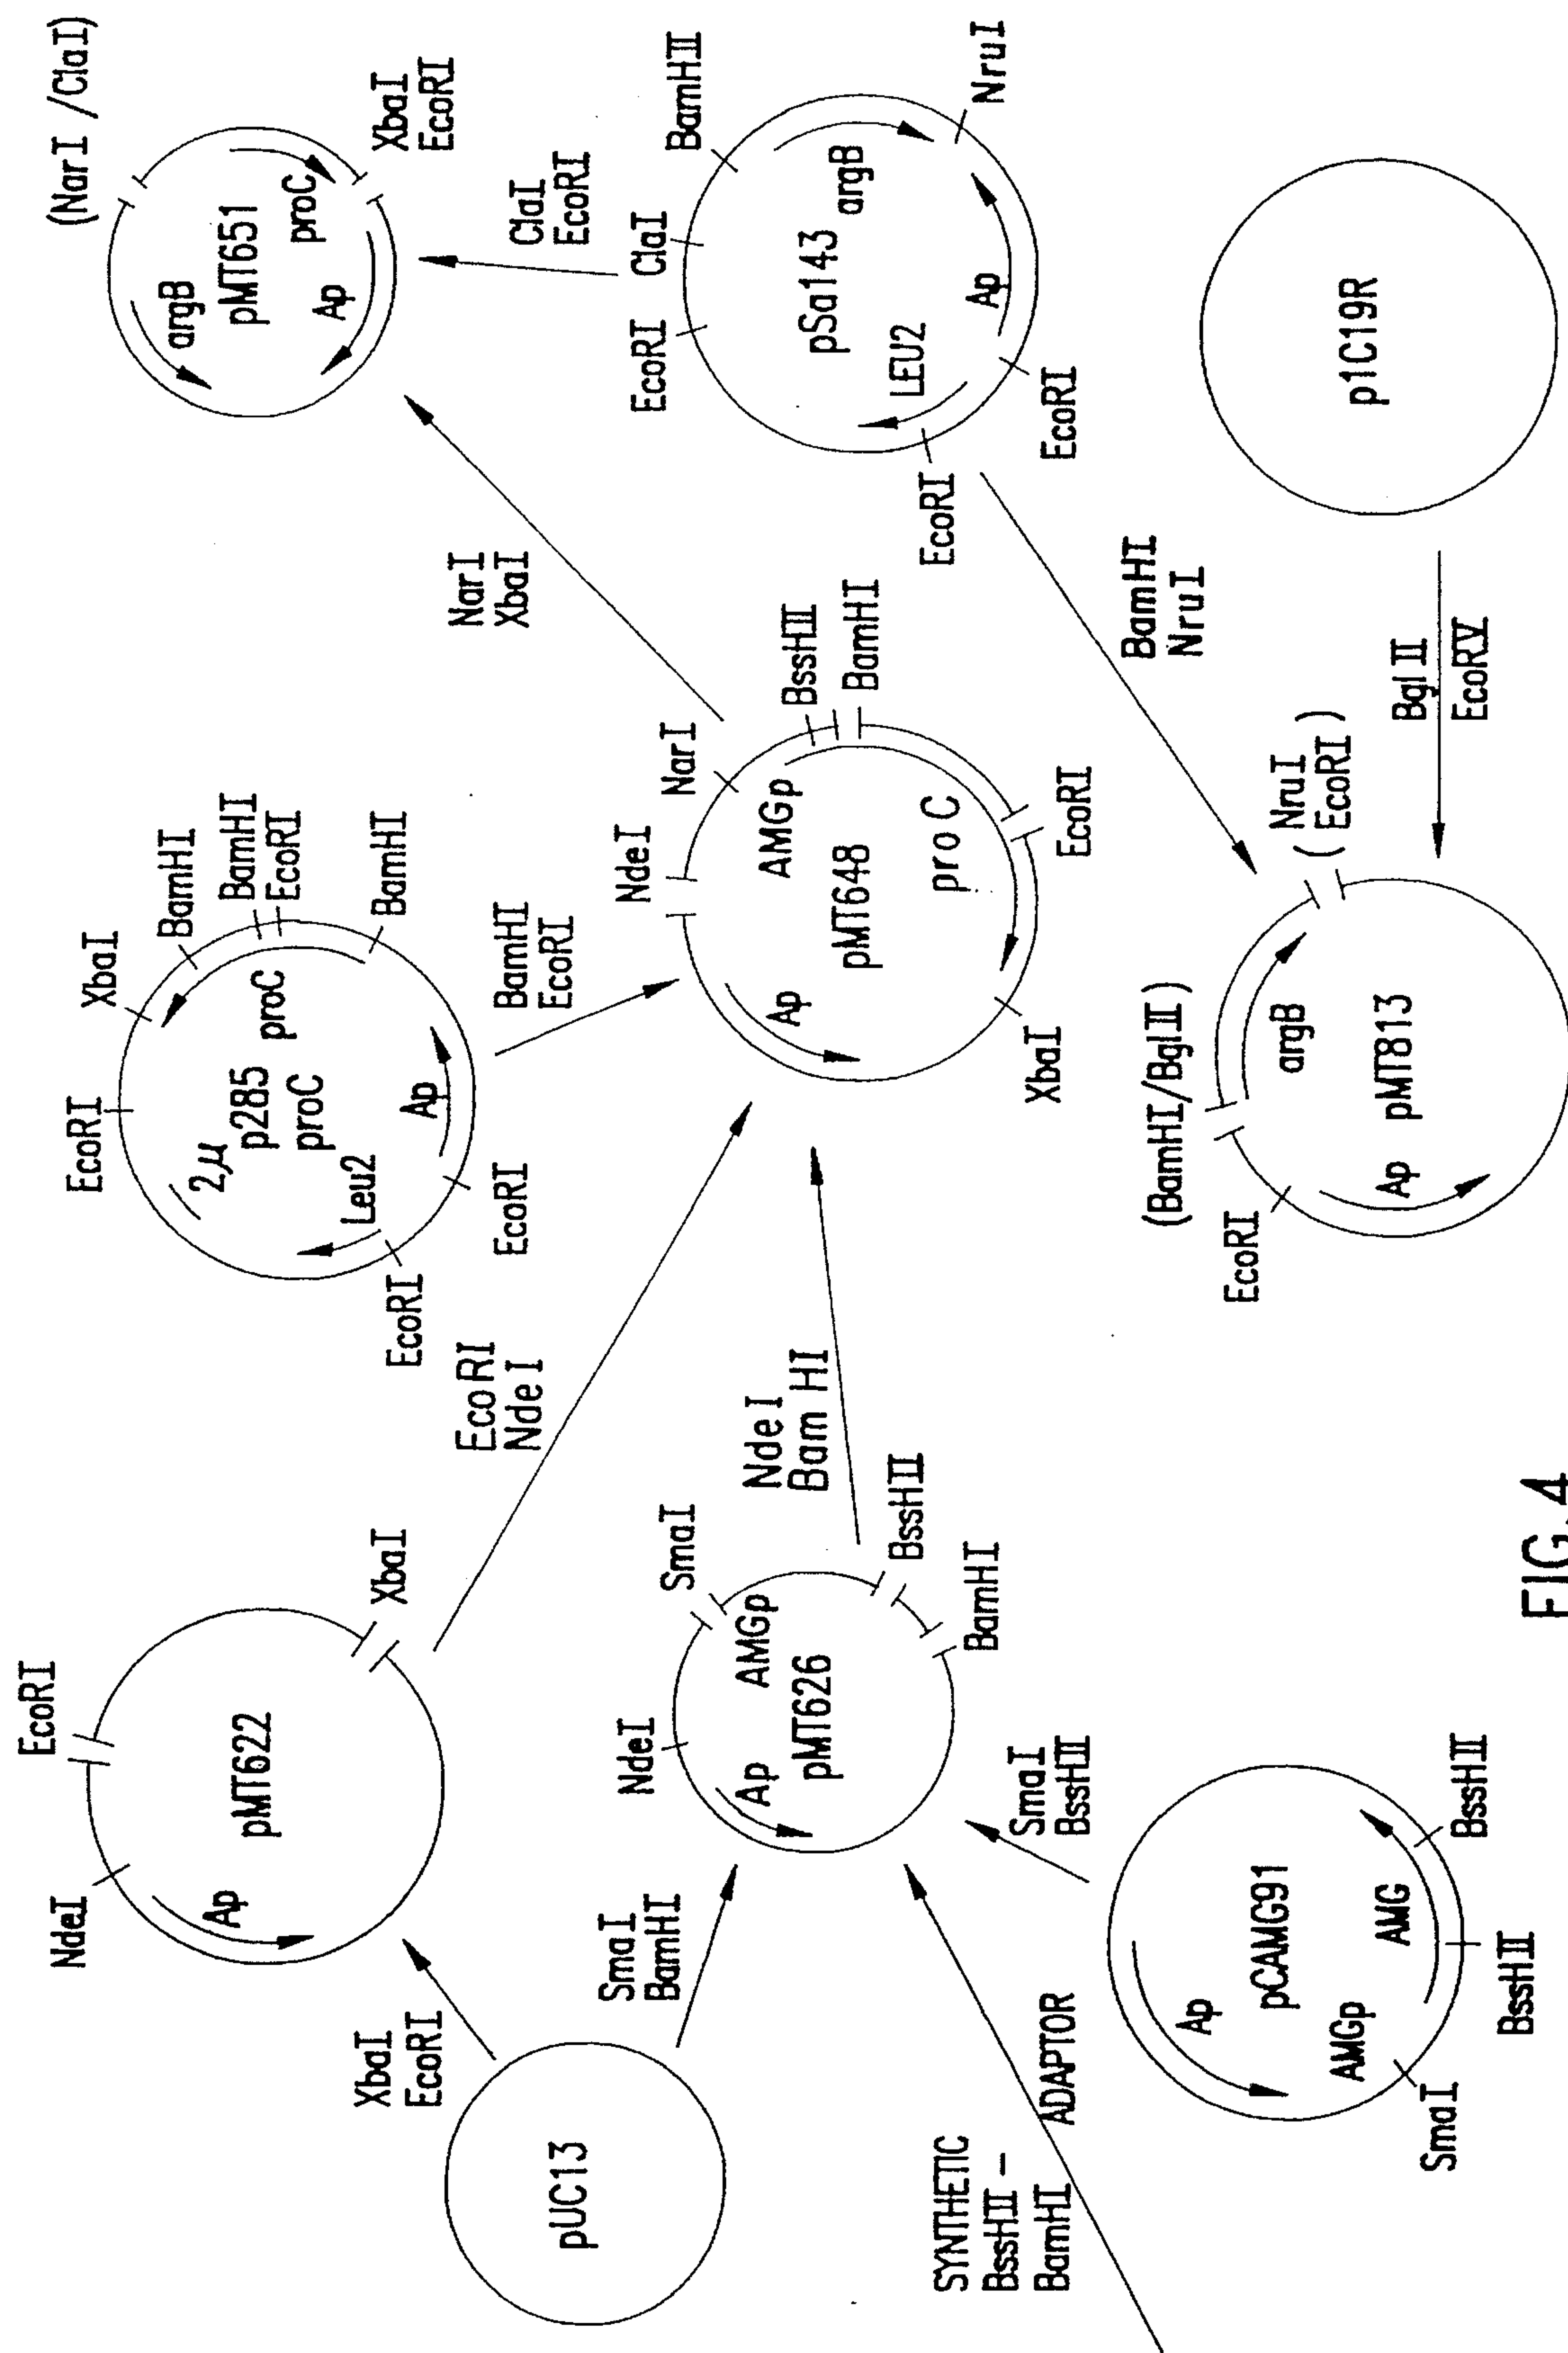 EcoRI
NdeI
Ap
pMT622
XbaI
XbaI
EcoRI
pUC13
SmaI
BamHI
EcoRI
NdeI
EcoRI
XbaI
BamHI
BamHI
EcoRI
BamHI
2μ
p285
proC
proC
Leu2
Ap
EcoRI
EcoRI
BamHI
EcoRI
(NarI /ClaI)
argB
pMT651
proC
Ap
XbaI
EcoRI
ClaI
EcoRI
NarI
XbaI
SmaI
NdeI
AMGp
Ap
pMT626
BssHII
BamHI
NdeI
Bam HI
NdeI
NarI
BssHII
BamHI
AMGp
Ap
pMT648
pro C
EcoRI
XbaI
EcoRI
ClaI
BamHII
pSa143
argB
LEU2
Ap
NruI
EcoRI
EcoRI
SYNTHETIC
BssHII -
BamHI ADAPTOR
SmaI
BssHII
Ap
pCAMG91
AMGp
AMG
BssHII
SmaI
BssHII
BamHI
NruI
(BamHI/BglII)
( NruI
EcoRI )
EcoRI
argB
Ap
pMT813
Bgl II
EcoRV
p1C19R
FIG. 4